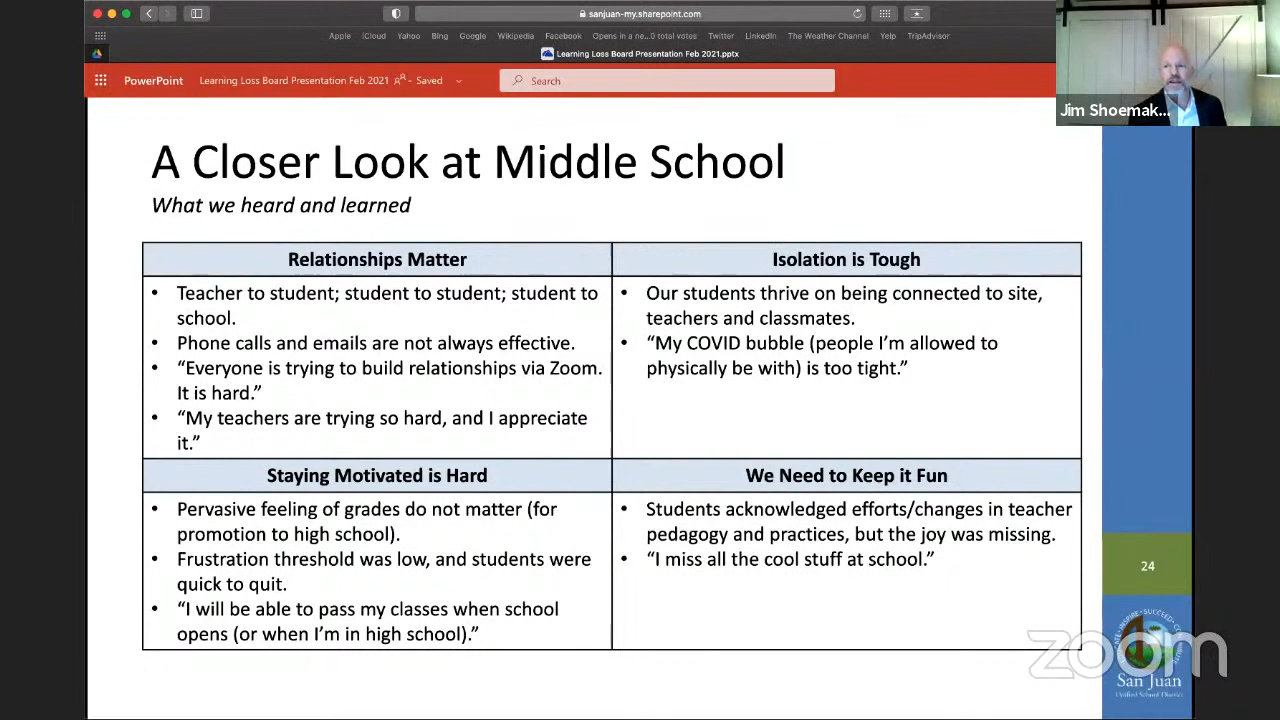 sanjuan-my.sharepoint.com
Apple iCloud Yahoo Bing Google Wikipedia Facebook Opens in a ne...0 total votes Twitter LinkedIn The Weather Channel Yelp TripAdvisor
Learning Loss Board Presentation Feb 2021.pptx
PowerPoint Learning Loss Board Presentation Feb 2021 - Saved Search
Jim Shoemak...
A Closer Look at Middle School
What we heard and learned
Relationships Matter
• Teacher to student; student to student; student to
school.
• Phone calls and emails are not always effective.
• “Everyone is trying to build relationships via Zoom.
It is hard.”
• “My teachers are trying so hard, and I appreciate
it.”
Isolation is Tough
• Our students thrive on being connected to site,
teachers and classmates.
• “My COVID bubble (people I’m allowed to
physically be with) is too tight.”
Staying Motivated is Hard
• Pervasive feeling of grades do not matter (for
promotion to high school).
• Frustration threshold was low, and students were
quick to quit.
• “I will be able to pass my classes when school
opens (or when I’m in high school).”
We Need to Keep it Fun
• Students acknowledged efforts/changes in teacher
pedagogy and practices, but the joy was missing.
• “I miss all the cool stuff at school.”
24
zoom
San Juan
Unified School District